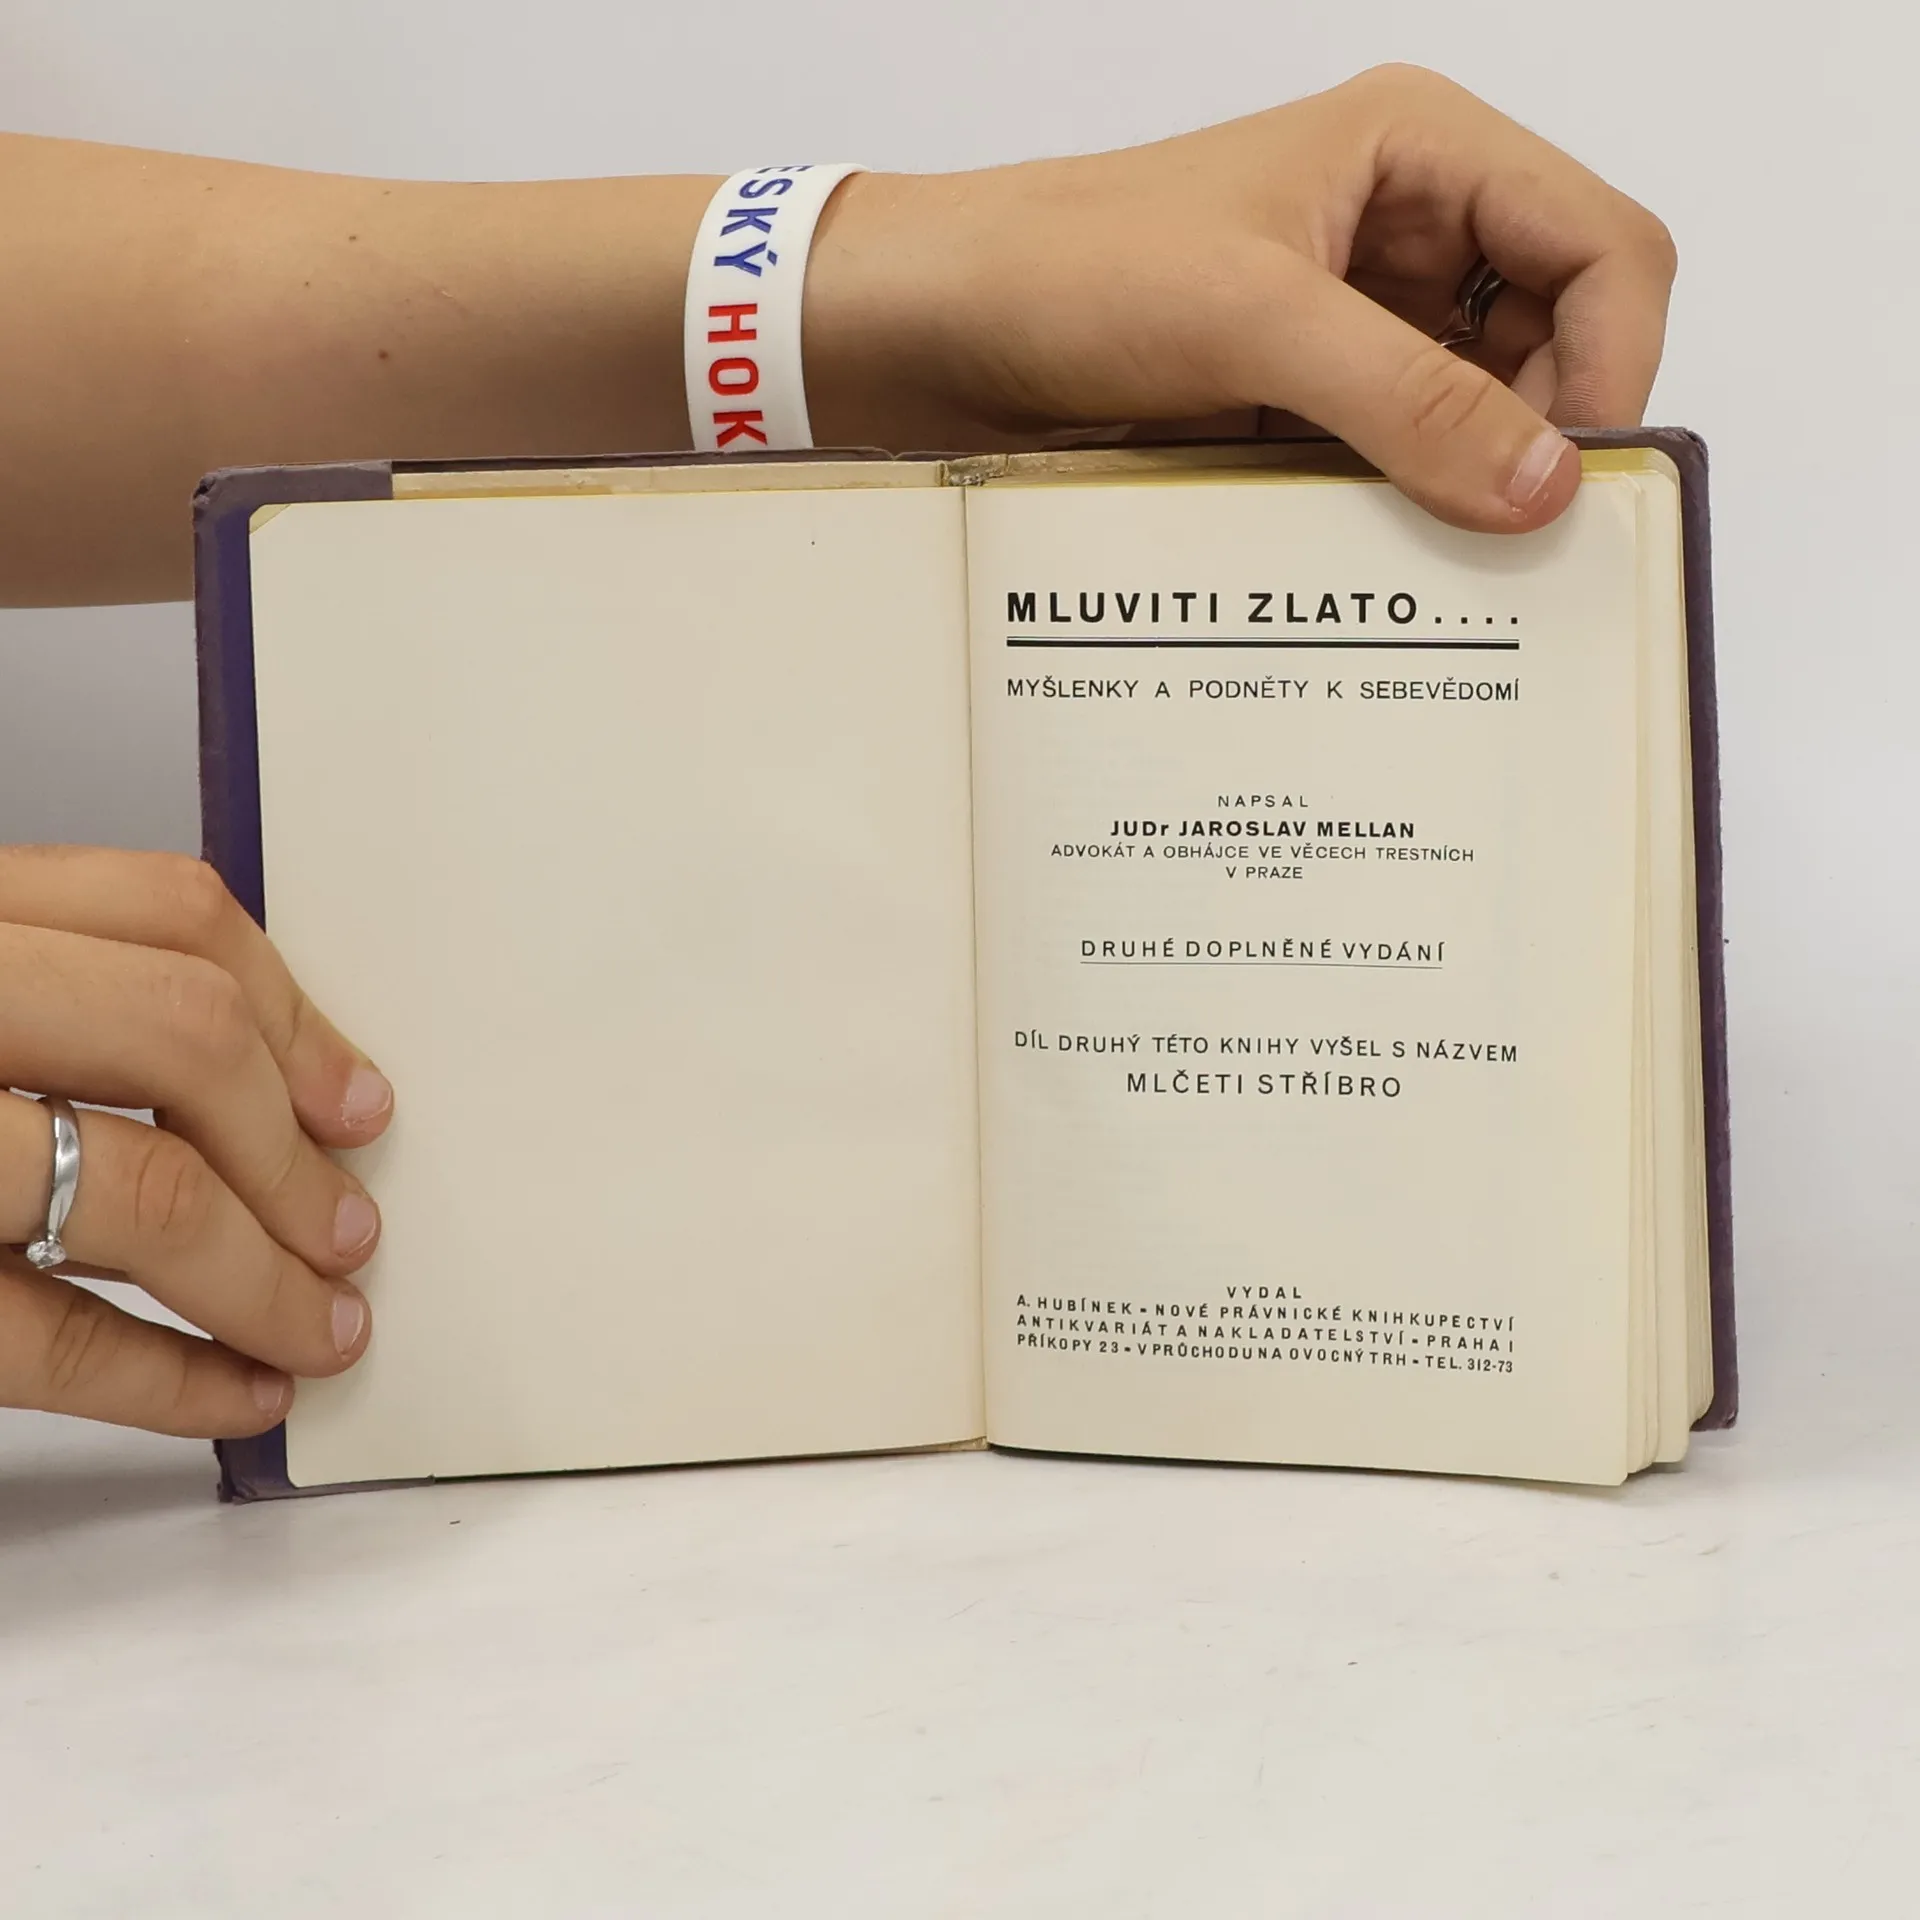 ESKÝ HOK
MLUVITI ZLATO....
MYŠLENKY A PODNĚTY K SEBEVĚDOMÍ
NAPSAL
JUDr JAROSLAV MELLAN
ADVOKÁT A OBHÁJCE VE VĚCECH TRESTNÍCH
V PRAZE
DRUHÉ DOPLNĚNÉ VYDÁNÍ
DÍL DRUHÝ TÉTO KNIHY VYŠEL S NÁZVEM
MLČETI STŘÍBRO
VYDAL
A. HUBÍNEK - NOVÉ PRÁVNICKÉ KNIHKUPECTVÍ
ANTIKVARIÁT A NAKLADATELSTVÍ - PRAHA I
PŘÍKOPY 23 - V PRŮCHODU NA OVOCNÝ TRH - TEL. 312-73